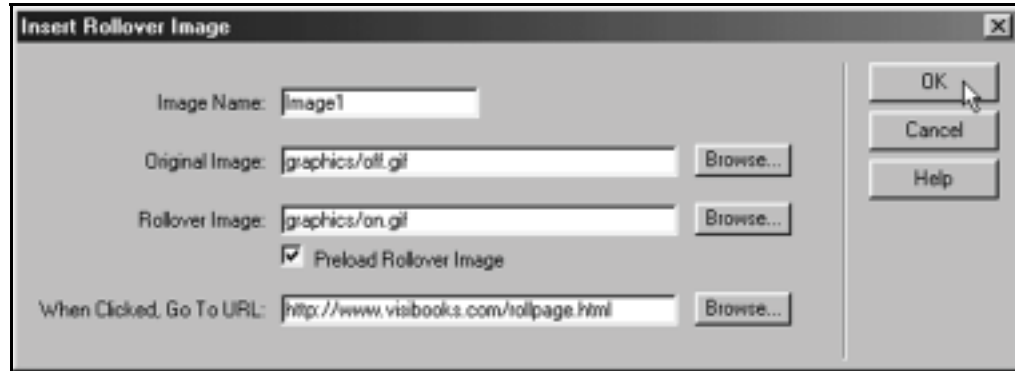 Insert Rollover Image
Image Name: Image1
Original Image: graphics/off.gif Browse...
Rollover Image: graphics/on.gif Browse...
Preload Rollover Image
When Clicked, Go To URL: http://www.visibooks.com/rollpage.html Browse...
OK
Cancel
Help